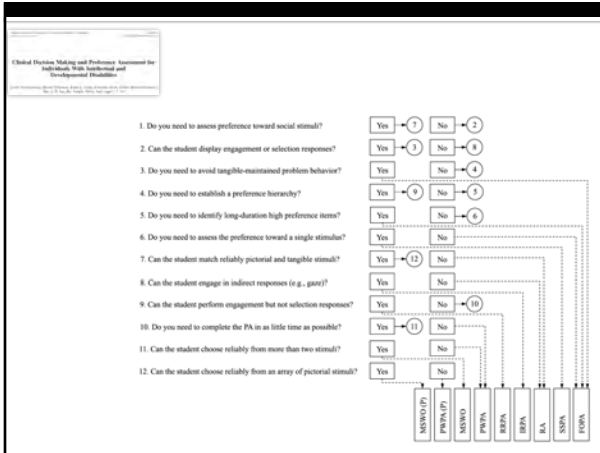 Clinical Decision Making and Preference Assessment for
Individuals With Intellectual and
Developmental Disabilities
1. Do you need to assess preference toward social stimuli? Yes 7 No 2
2. Can the student display engagement or selection responses? Yes 3 No 8
3. Do you need to avoid tangible-maintained problem behavior? Yes No 4
4. Do you need to establish a preference hierarchy? Yes 9 No 5
5. Do you need to identify long-duration high preference items? Yes No 6
6. Do you need to assess the preference toward a single stimulus? Yes No
7. Can the student match reliably pictorial and tangible stimuli? Yes 12 No
8. Can the student engage in indirect responses (e.g., gaze)? Yes No
9. Can the student perform engagement but not selection responses? Yes No 10
10. Do you need to complete the PA in as little time as possible? Yes 11 No
11. Can the student choose reliably from more than two stimuli? Yes No
12. Can the student choose reliably from an array of pictorial stimuli? Yes No
MSWO (P)
PWPA (P)
MSWO
PWPA
RRPA
IRPA
RA
SSPA
FOPA